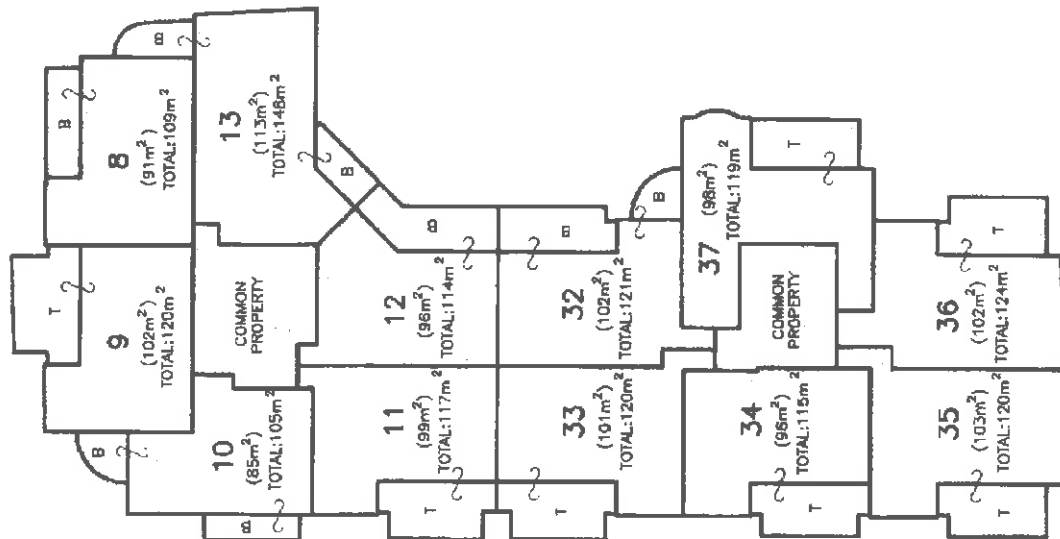 B
B
8
(91m²)
TOTAL:109m²
13
(113m²)
TOTAL:148m²
B
T
9
(102m²)
TOTAL:120m²
COMMON
PROPERTY
B
10
(85m²)
TOTAL:105m²
B
B
12
(96m²)
TOTAL:114m²
11
(99m²)
TOTAL:117m²
T
B
32
(102m²)
TOTAL:121m²
33
(101m²)
TOTAL:120m²
T
B
37
(98m²)
TOTAL:119m²
T
COMMON
PROPERTY
34
(96m²)
TOTAL:115m²
T
T
36
(102m²)
TOTAL:124m²
35
(103m²)
TOTAL:120m²
T